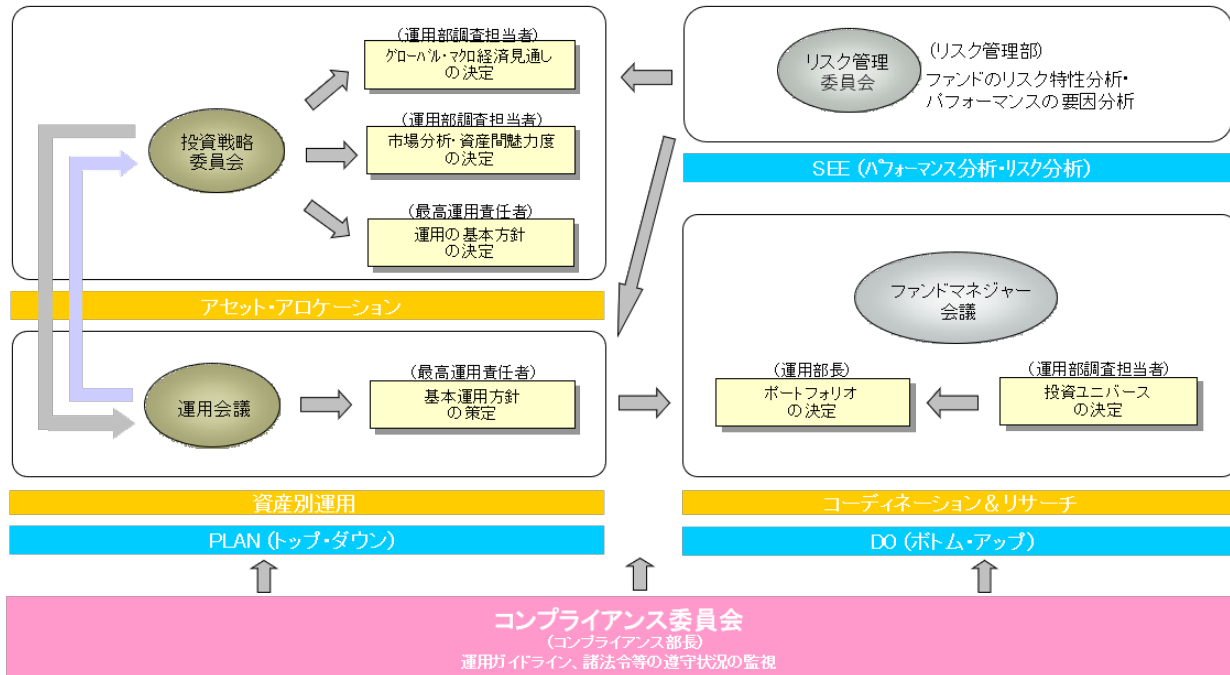 (運用部調査担当者)
グローバル・マクロ経済見通し
の決定
投資戦略
委員会
(運用部調査担当者)
市場分析・資産間魅力度
の決定
(最高運用責任者)
運用の基本方針
の決定
アセット・アロケーション
運用会議
(最高運用責任者)
基本運用方針
の策定
資産別運用
PLAN (トップ・ダウン)
リスク管理
委員会
(リスク管理部)
ファンドのリスク特性分析・
パフォーマンスの要因分析
SEE (パフォーマンス分析・リスク分析)
ファンドマネジャー
会議
(運用部長)
ポートフォリオ
の決定
(運用部調査担当者)
投資ユニバース
の決定
コーディネーション&リサーチ
DO (ボトム・アップ)
コンプライアンス委員会
(コンプライアンス部長)
運用ガイドライン、諸法令等の遵守状況の監視